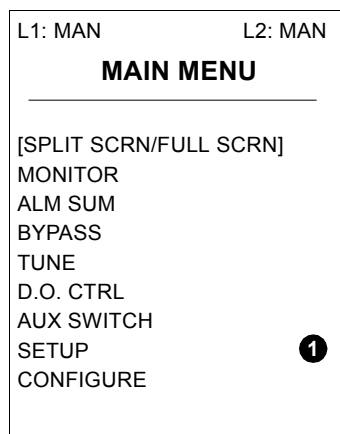 L1: MAN L2: MAN
MAIN MENU
[SPLIT SCRN/FULL SCRN]
MONITOR
ALM SUM
BYPASS
TUNE
D.O. CTRL
AUX SWITCH
SETUP 1
CONFIGURE